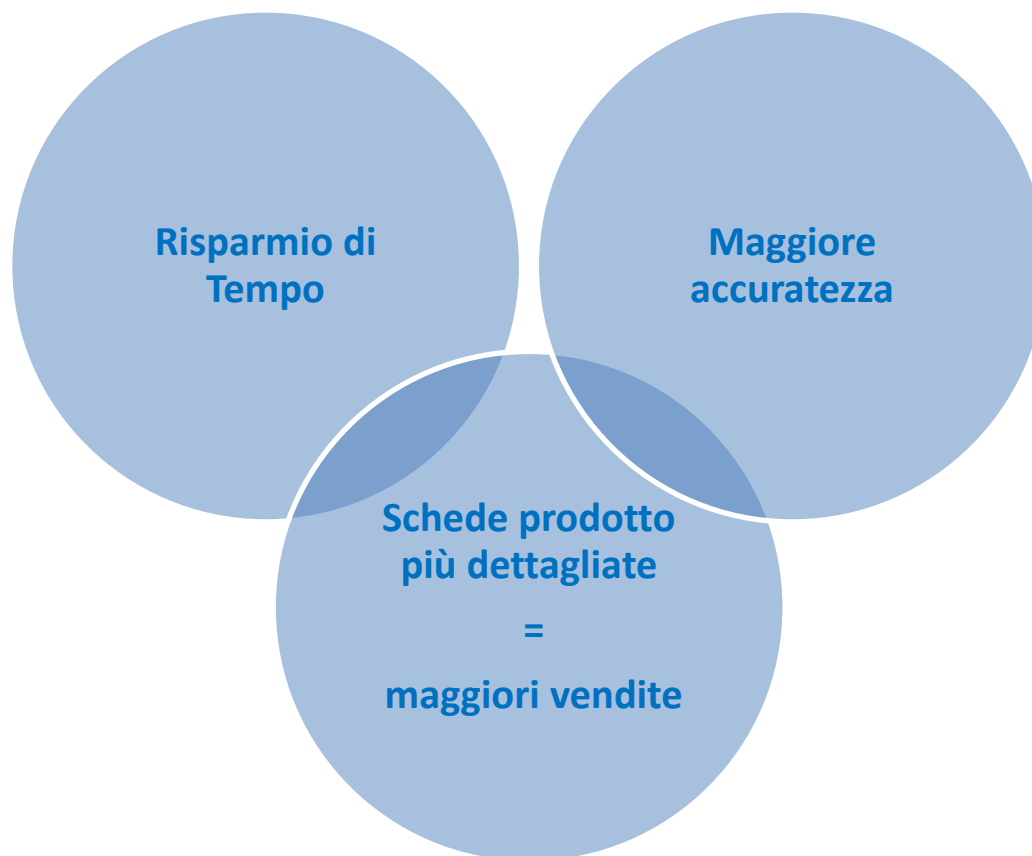 Risparmio di
Tempo
Maggiore
accuratezza
Schede prodotto
più dettagliate
=
maggiori vendite